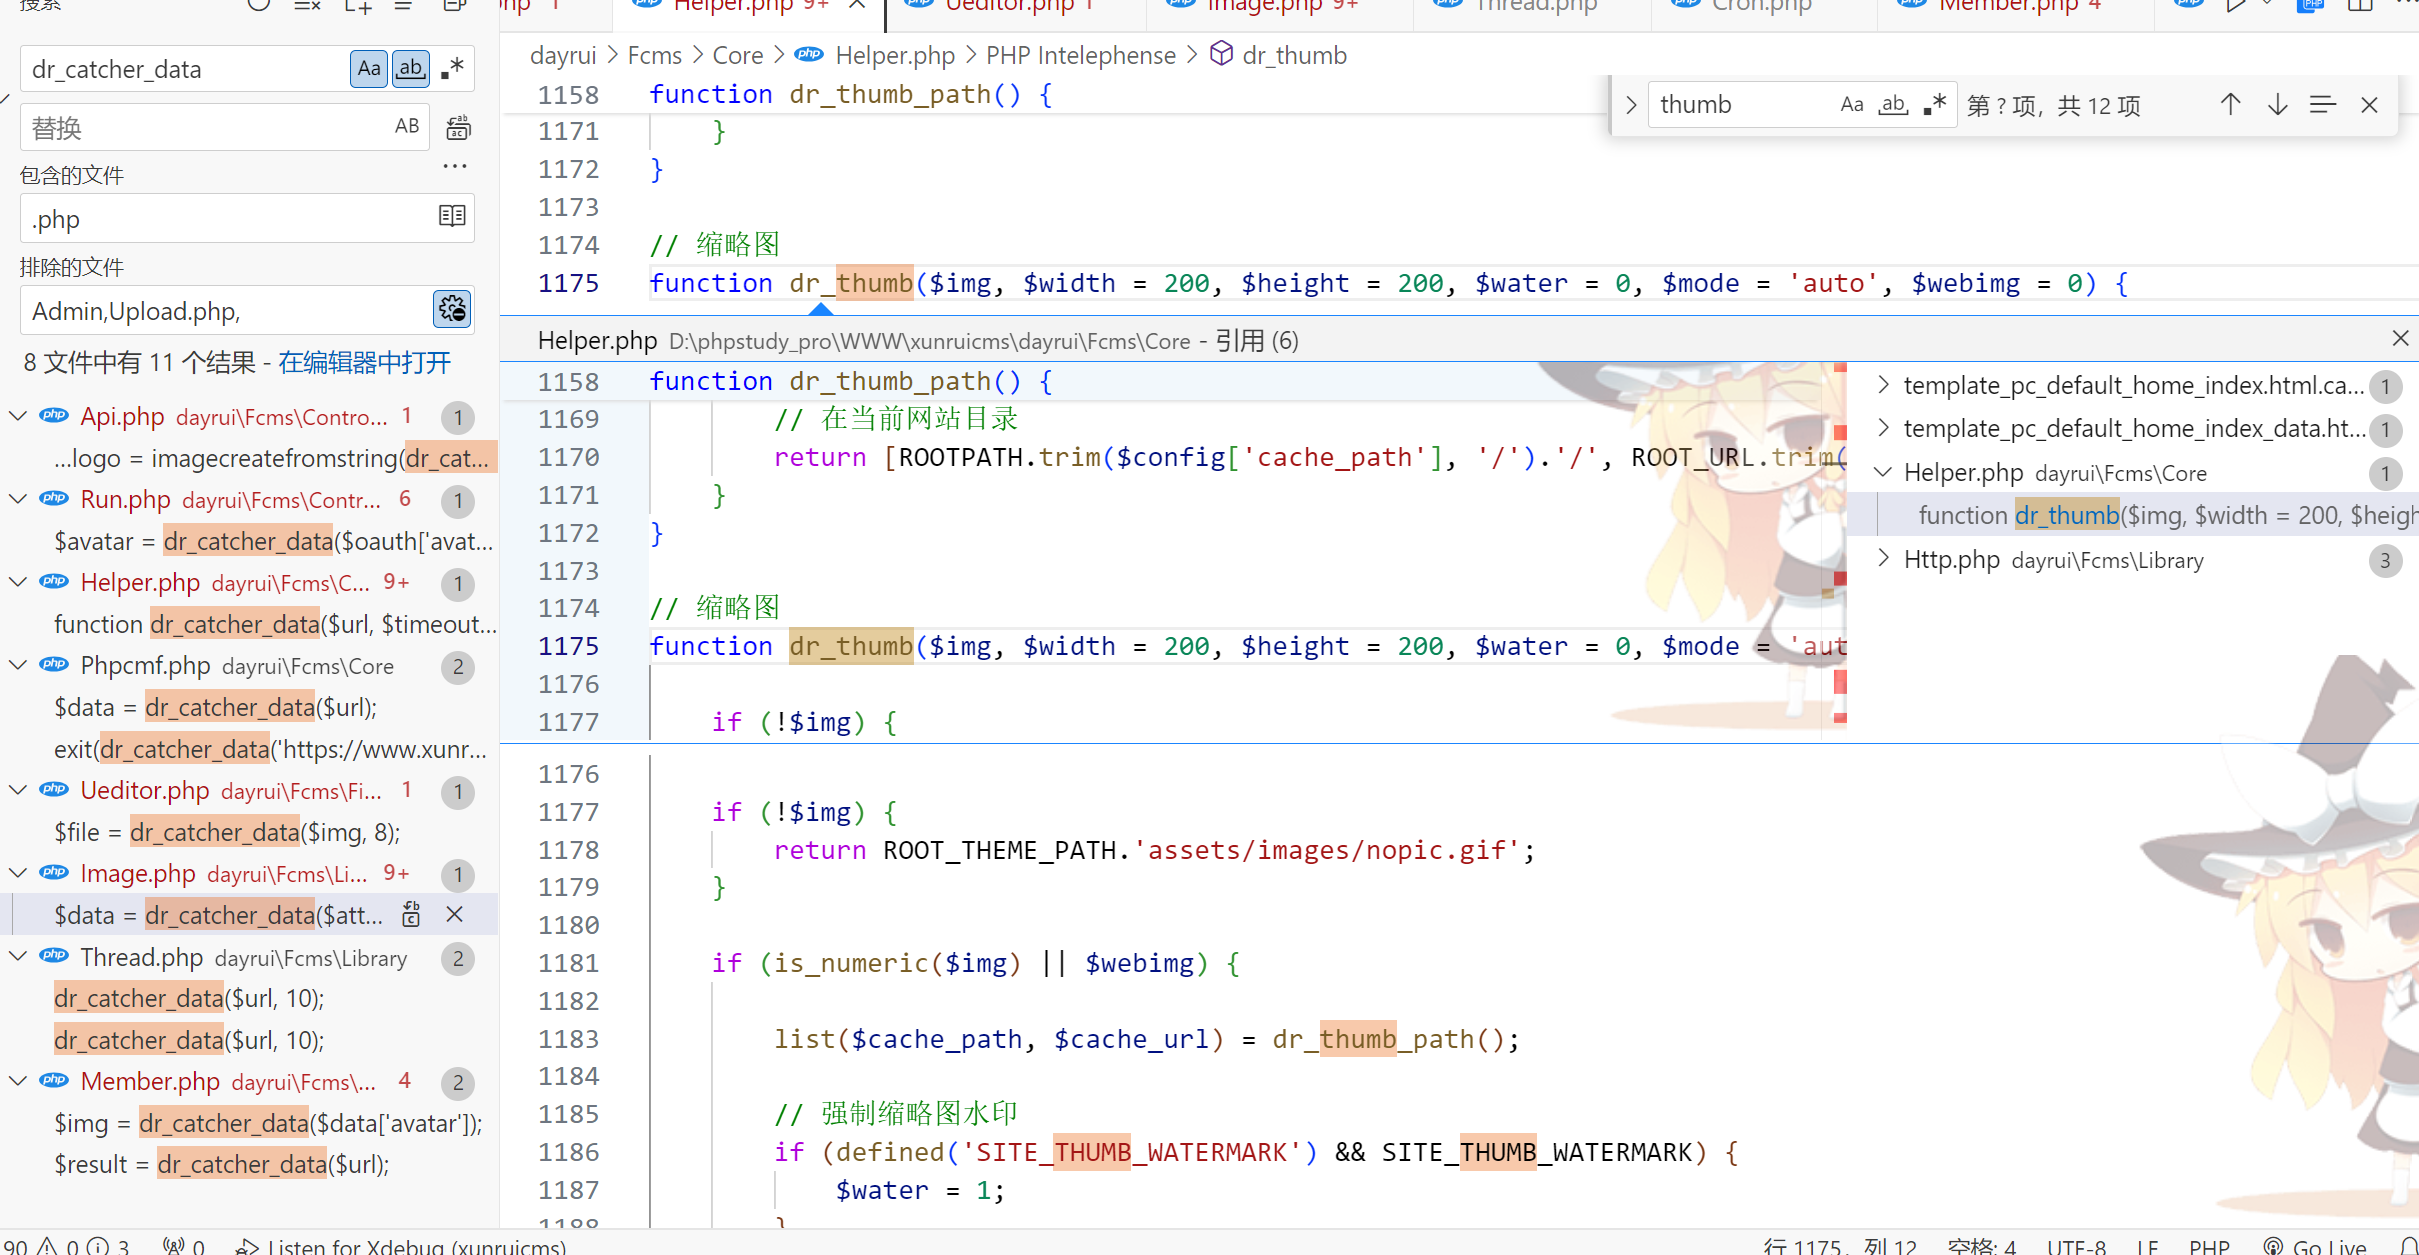 搜索
dr_catcher_data
Aa ab .*
替换
AB
包含的文件
.php
排除的文件
Admin,Upload.php,
8 文件中有 11 个结果 - 在编辑器中打开
Api.php dayrui\Fcms\Contro... 1 1
...logo = imagecreatefromstring(dr_cat...
Run.php dayrui\Fcms\Contr... 6 1
$avatar = dr_catcher_data($oauth['avat...
Helper.php dayrui\Fcms\C... 9+ 1
function dr_catcher_data($url, $timeout...
Phpcmf.php dayrui\Fcms\Core 2
$data = dr_catcher_data($url);
exit(dr_catcher_data('https://www.xunr...
Ueditor.php dayrui\Fcms\Fi... 1 1
$file = dr_catcher_data($img, 8);
Image.php dayrui\Fcms\Li... 9+ 1
$data = dr_catcher_data($att...
Thread.php dayrui\Fcms\Library 2
dr_catcher_data($url, 10);
dr_catcher_data($url, 10);
Member.php dayrui\Fcms\... 4 2
$img = dr_catcher_data($data['avatar']);
$result = dr_catcher_data($url);
php 1 Helper.php 9+ Ueditor.php 1 Image.php 9+ Thread.php Cron.php Member.php 4
dayrui > Fcms > Core > Helper.php > PHP Intelephense > dr_thumb
thumb Aa ab .* 第 ? 项，共 12 项
1158 function dr_thumb_path() {
1171 }
1172 }
1173
1174 // 缩略图
1175 function dr_thumb($img, $width = 200, $height = 200, $water = 0, $mode = 'auto', $webimg = 0) {
Helper.php D:\phpstudy_pro\WWW\xunruicms\dayrui\Fcms\Core - 引用 (6)
1158 function dr_thumb_path() {
1169 // 在当前网站目录
1170 return [ROOTPATH.trim($config['cache_path'], '/').'/', ROOT_URL.trim(
1171 }
1172 }
1173
1174 // 缩略图
1175 function dr_thumb($img, $width = 200, $height = 200, $water = 0, $mode = 'aut
1176
1177 if (!$img) {
template_pc_default_home_index.html.ca... 1
template_pc_default_home_index_data.ht... 1
Helper.php dayrui\Fcms\Core 1
function dr_thumb($img, $width = 200, $heigh
Http.php dayrui\Fcms\Library 3
1176
1177 if (!$img) {
1178 return ROOT_THEME_PATH.'assets/images/nopic.gif';
1179 }
1180
1181 if (is_numeric($img) || $webimg) {
1182
1183 list($cache_path, $cache_url) = dr_thumb_path();
1184
1185 // 强制缩略图水印
1186 if (defined('SITE_THUMB_WATERMARK') && SITE_THUMB_WATERMARK) {
1187 $water = 1;
1188 }
90 0 3 0 Listen for Xdebug (xunruicms)
行 1175，列 12 空格: 4 UTF-8 LF PHP Go Live